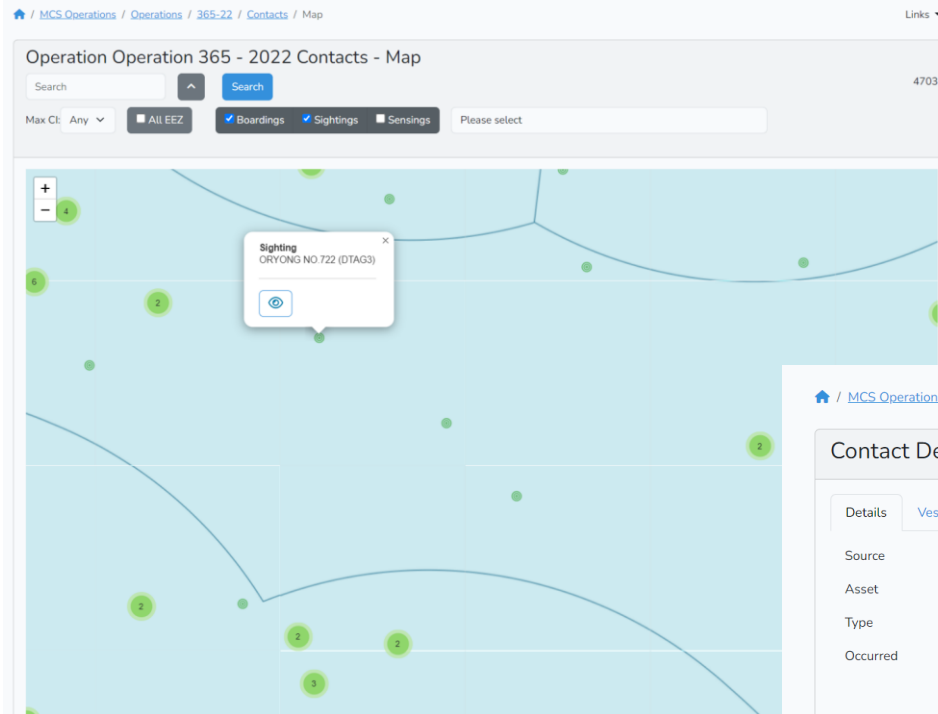 / MCS Operations / Operations / 365-22 / Contacts / Map
Links
Operation Operation 365 - 2022 Contacts - Map
Search
Search
4703
Max CI:
Any
All EEZ
Boardings
Sightings
Sensings
Please select
+
−
4
Sighting
ORYONG NO.722 (DTAG3)
×
6
2
2
2
2
2
3
/ MCS Operation
Contact De
Details
Ves
Source
Asset
Type
Occurred